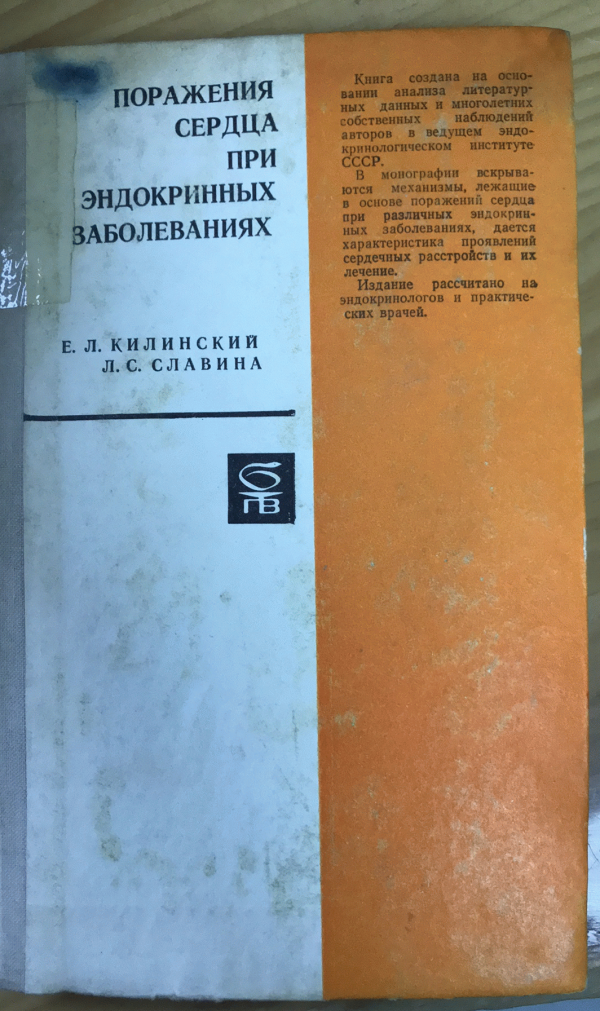 ПОРАЖЕНИЯ
СЕРДЦА
ПРИ
ЭНДОКРИННЫХ
ЗАБОЛЕВАНИЯХ
Е. Л. КИЛИНСКИЙ
Л. С. СЛАВИНА
БПВ
Книга создана на осно-
вании анализа литератур-
ных данных и многолетних
собственных наблюдений
авторов в ведущем эндо-
кринологическом институте
СССР.
В монографии вскрыва-
ются механизмы, лежащие
в основе поражений сердца
при различных эндокрин-
ных заболеваниях, дается
характеристика проявлений
сердечных расстройств и их
лечение.
Издание рассчитано на
эндокринологов и практиче-
ских врачей.